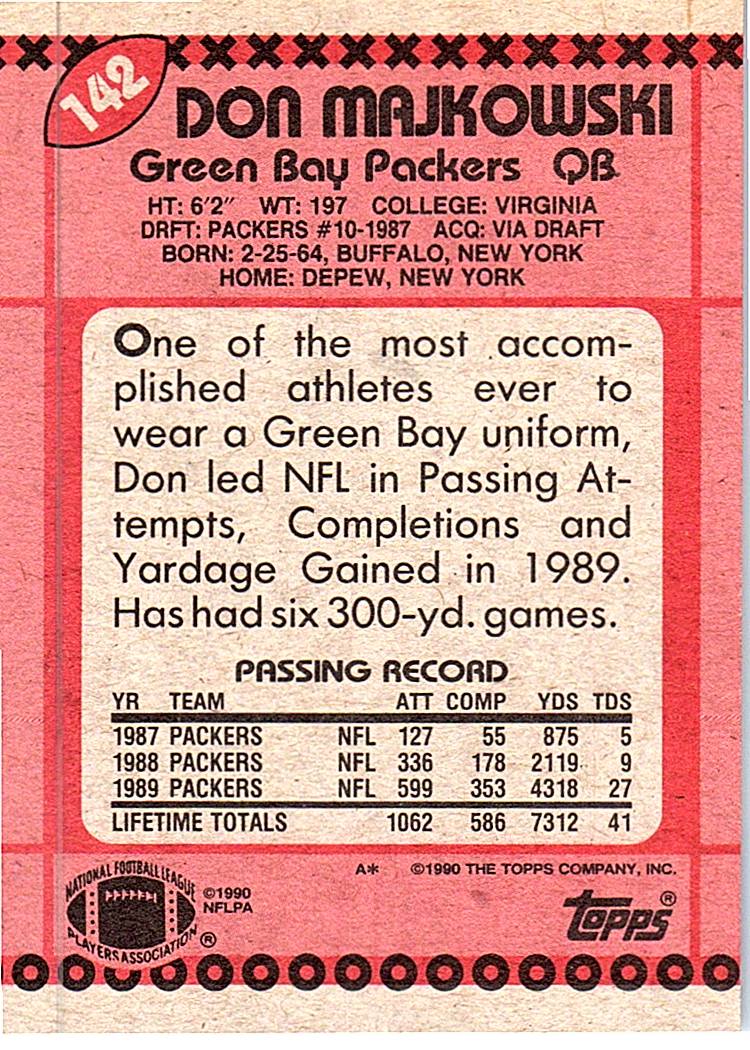 142
DON MAJKOWSKI
Green Bay Packers QB
HT: 6'2" WT: 197 COLLEGE: VIRGINIA
DRFT: PACKERS #10-1987 ACQ: VIA DRAFT
BORN: 2-25-64, BUFFALO, NEW YORK
HOME: DEPEW, NEW YORK
One of the most accom-
plished athletes ever to
wear a Green Bay uniform,
Don led NFL in Passing At-
tempts, Completions and
Yardage Gained in 1989.
Has had six 300-yd. games.
PASSING RECORD
YR TEAM ATT COMP YDS TDS
1987 PACKERS NFL 127 55 875 5
1988 PACKERS NFL 336 178 2119 9
1989 PACKERS NFL 599 353 4318 27
LIFETIME TOTALS 1062 586 7312 41
A* ©1990 THE TOPPS COMPANY, INC.
NATIONAL FOOTBALL LEAGUE
PLAYERS ASSOCIATION ®
©1990
NFLPA
topps ®